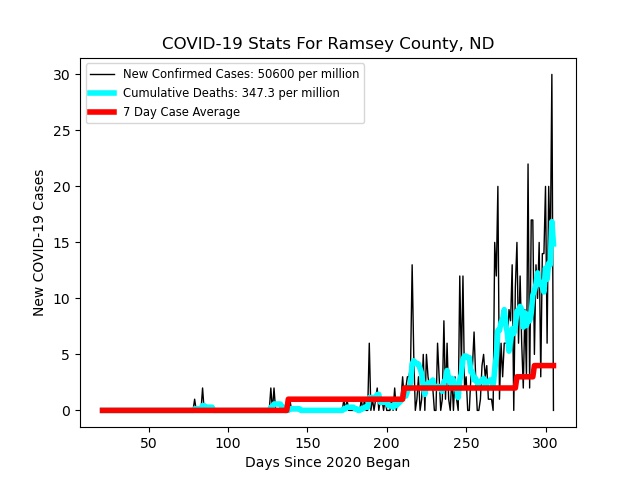 COVID-19 Stats For Ramsey County, ND
New Confirmed Cases: 50600 per million
Cumulative Deaths: 347.3 per million
7 Day Case Average
New COVID-19 Cases
30
25
20
15
10
5
0
50 100 150 200 250 300
Days Since 2020 Began